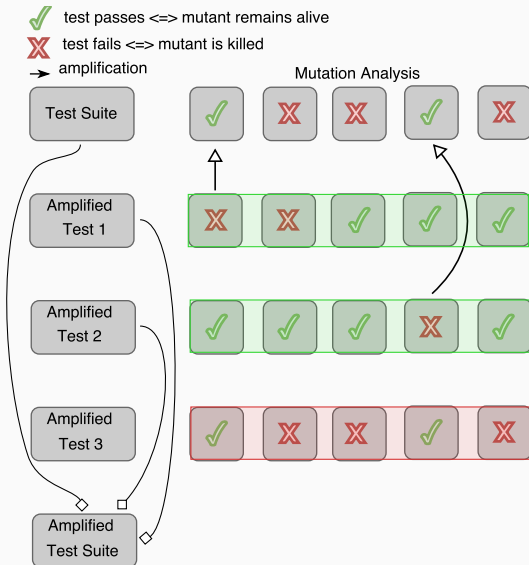 test passes <=> mutant remains alive
test fails <=> mutant is killed
amplification
Mutation Analysis
Test Suite
Amplified
Test 1
Amplified
Test 2
Amplified
Test 3
Amplified
Test Suite